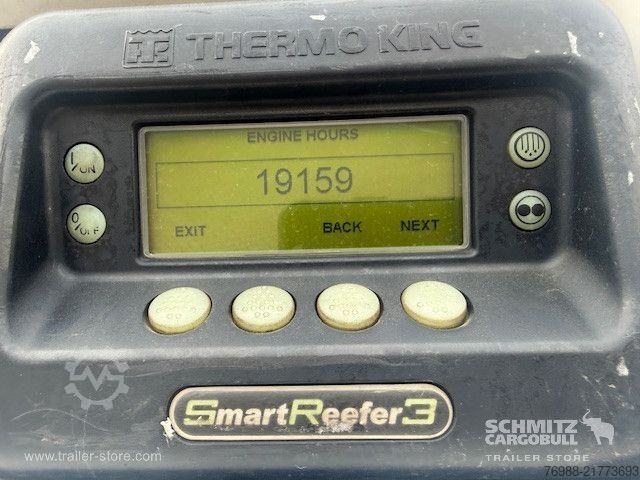 THERMO KING
I/ON
O/OFF
ENGINE HOURS
19159
EXIT BACK NEXT
SmartReefer3
SCHMITZ
CARGOBULL
TRAILER STORE
www.trailer-store.com
76988-21773693